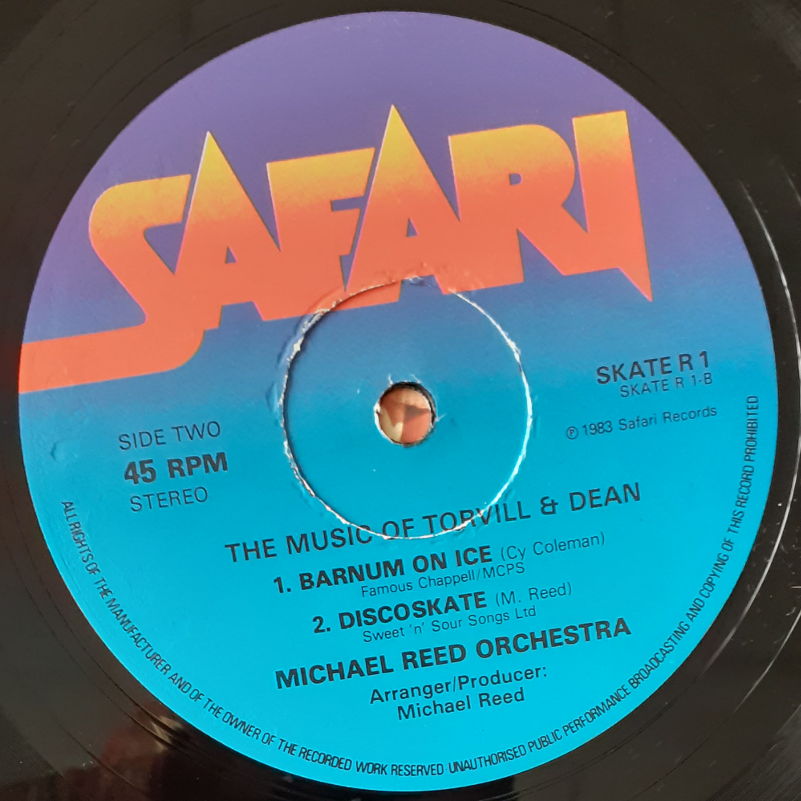 SAFARI
SKATE R 1
SKATE R 1-B
℗ 1983 Safari Records
SIDE TWO
45 RPM
STEREO
THE MUSIC OF TORVILL & DEAN
1. BARNUM ON ICE (Cy Coleman)
Famous Chappell/MCPS
2. DISCOSKATE (M. Reed)
Sweet 'n' Sour Songs Ltd
MICHAEL REED ORCHESTRA
Arranger/Producer:
Michael Reed
ALL RIGHTS OF THE MANUFACTURER AND OF THE OWNER OF THE RECORDED WORK RESERVED · UNAUTHORISED PUBLIC PERFORMANCE BROADCASTING AND COPYING OF THIS RECORD PROHIBITED